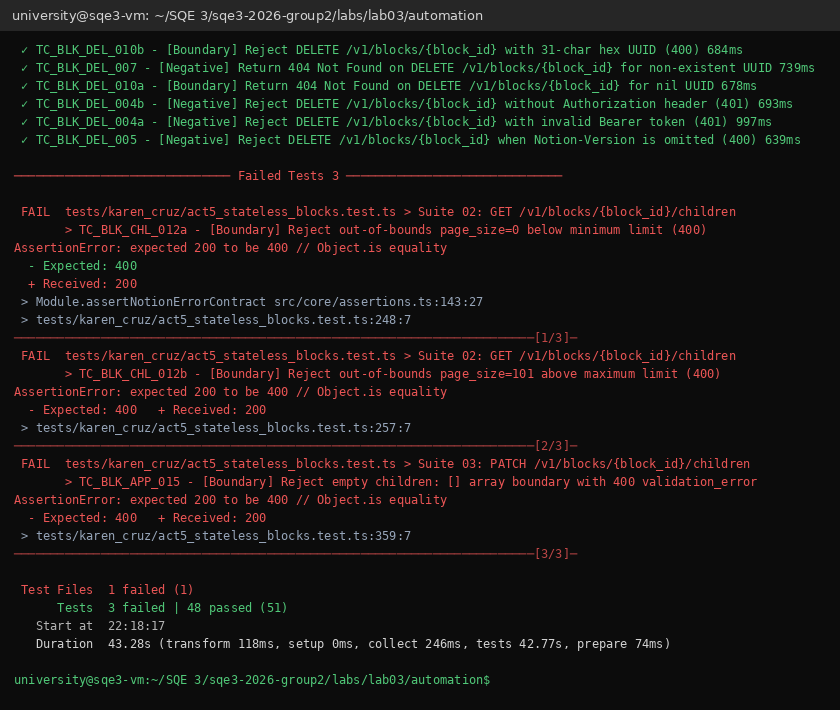 university@sqe3-vm: ~/SQE 3/sqe3-2026-group2/labs/lab03/automation
✓ TC_BLK_DEL_010b - [Boundary] Reject DELETE /v1/blocks/{block_id} with 31-char hex UUID (400) 684ms
✓ TC_BLK_DEL_007 - [Negative] Return 404 Not Found on DELETE /v1/blocks/{block_id} for non-existent UUID 739ms
✓ TC_BLK_DEL_010a - [Boundary] Return 404 Not Found on DELETE /v1/blocks/{block_id} for nil UUID 678ms
✓ TC_BLK_DEL_004b - [Negative] Reject DELETE /v1/blocks/{block_id} without Authorization header (401) 693ms
✓ TC_BLK_DEL_004a - [Negative] Reject DELETE /v1/blocks/{block_id} with invalid Bearer token (401) 997ms
✓ TC_BLK_DEL_005 - [Negative] Reject DELETE /v1/blocks/{block_id} when Notion-Version is omitted (400) 639ms
────────────────────────────── Failed Tests 3 ──────────────────────────────
FAIL  tests/karen_cruz/act5_stateless_blocks.test.ts > Suite 02: GET /v1/blocks/{block_id}/children
> TC_BLK_CHL_012a - [Boundary] Reject out-of-bounds page_size=0 below minimum limit (400)
AssertionError: expected 200 to be 400 // Object.is equality
- Expected: 400
+ Received: 200
> Module.assertNotionErrorContract src/core/assertions.ts:143:27
> tests/karen_cruz/act5_stateless_blocks.test.ts:248:7
────────────────────────────────────────────────────────────────────────[1/3]─
FAIL  tests/karen_cruz/act5_stateless_blocks.test.ts > Suite 02: GET /v1/blocks/{block_id}/children
> TC_BLK_CHL_012b - [Boundary] Reject out-of-bounds page_size=101 above maximum limit (400)
AssertionError: expected 200 to be 400 // Object.is equality
- Expected: 400   + Received: 200
> tests/karen_cruz/act5_stateless_blocks.test.ts:257:7
────────────────────────────────────────────────────────────────────────[2/3]─
FAIL  tests/karen_cruz/act5_stateless_blocks.test.ts > Suite 03: PATCH /v1/blocks/{block_id}/children
> TC_BLK_APP_015 - [Boundary] Reject empty children: [] array boundary with 400 validation_error
AssertionError: expected 200 to be 400 // Object.is equality
- Expected: 400   + Received: 200
> tests/karen_cruz/act5_stateless_blocks.test.ts:359:7
────────────────────────────────────────────────────────────────────────[3/3]─
Test Files  1 failed (1)
Tests  3 failed | 48 passed (51)
Start at  22:18:17
Duration  43.28s (transform 118ms, setup 0ms, collect 246ms, tests 42.77s, prepare 74ms)
university@sqe3-vm:~/SQE 3/sqe3-2026-group2/labs/lab03/automation$